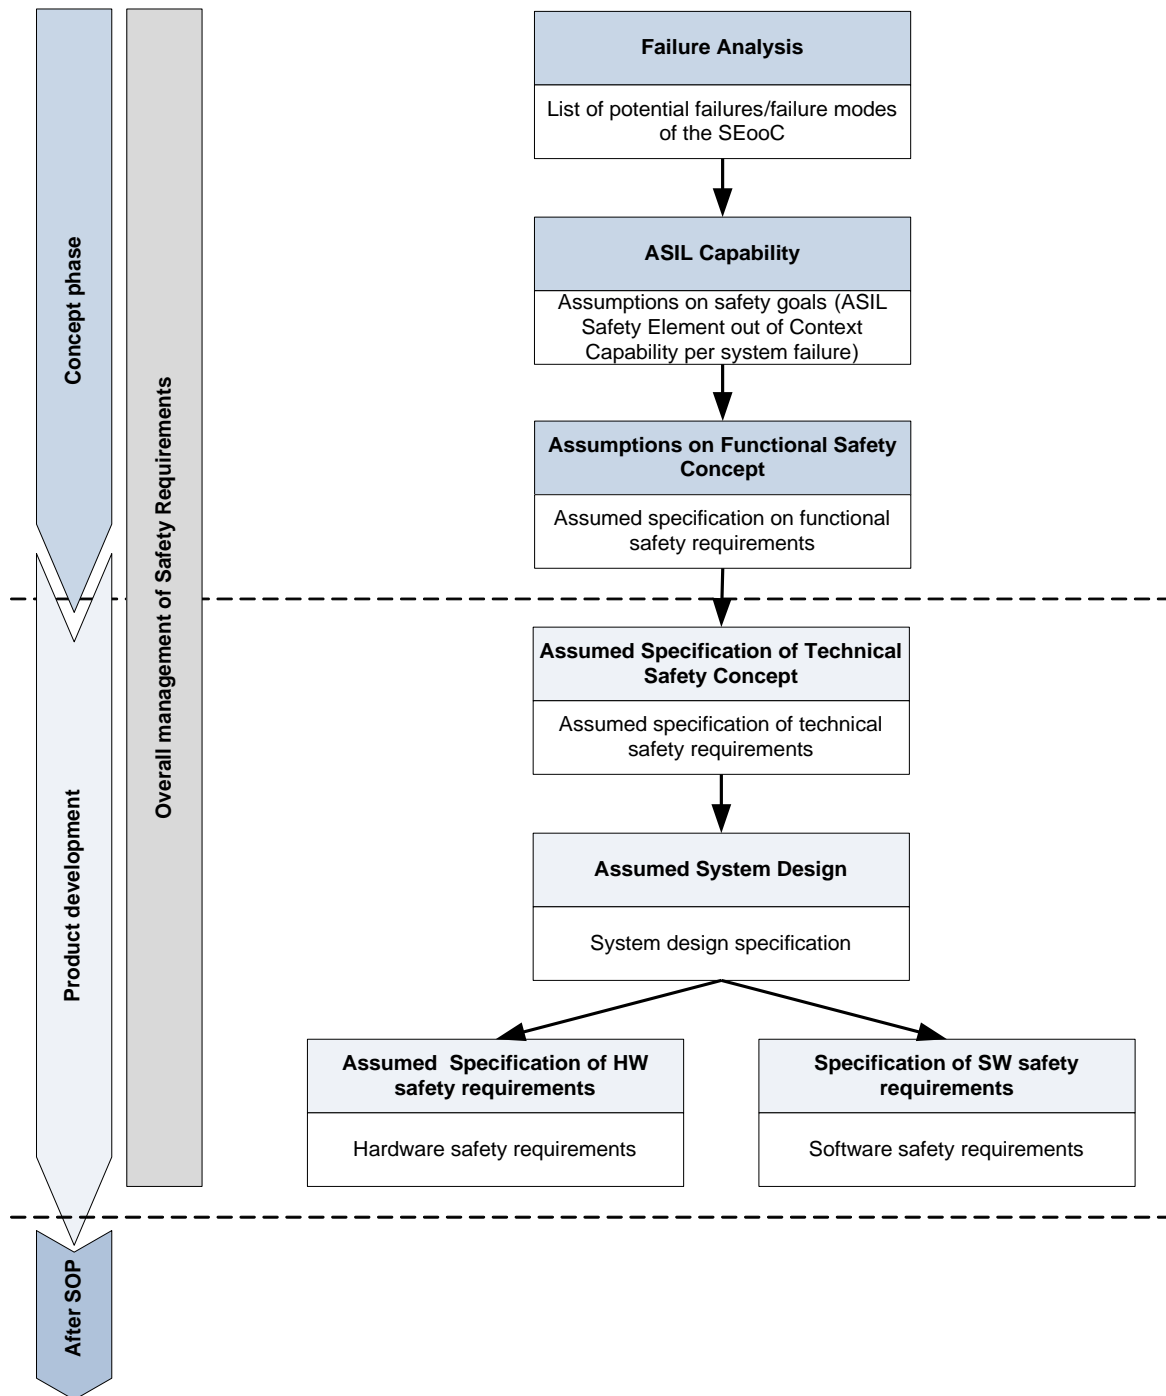 Failure Analysis
List of potential failures/failure modes
of the SEooC
ASIL Capability
Assumptions on safety goals (ASIL
Safety Element out of Context
Capability per system failure)
Assumptions on Functional Safety
Concept
Assumed specification on functional
safety requirements
Concept phase
Overall management of Safety Requirements
Assumed Specification of Technical
Safety Concept
Assumed specification of technical
safety requirements
Assumed System Design
System design specification
Product development
Assumed  Specification of HW
safety requirements
Hardware safety requirements
Specification of SW safety
requirements
Software safety requirements
After SOP